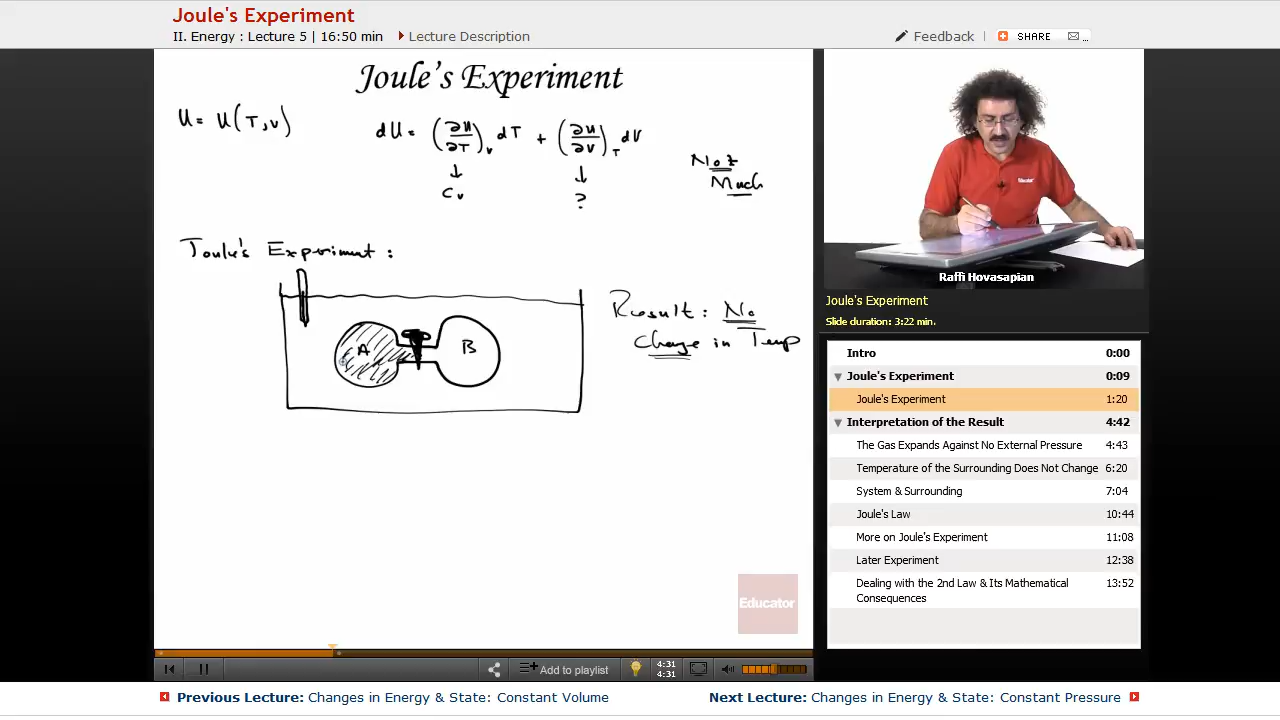 Joule's Experiment
II. Energy : Lecture 5 | 16:50 min
Lecture Description
Feedback
SHARE
Joule's Experiment
U = U(T,V)
dU = (∂U/∂T)_V dT + (∂U/∂V)_T dV
↓ ↓
Cv ?
Not
Much
Joule's Experiment :
A
B
Result : No
change in Temp
Educator
4:31
4:31
Add to playlist
Educator
Raffi Hovasapian
Joule's Experiment
Slide duration: 3:22 min.
Intro 0:00
Joule's Experiment 0:09
Joule's Experiment 1:20
Interpretation of the Result 4:42
The Gas Expands Against No External Pressure 4:43
Temperature of the Surrounding Does Not Change 6:20
System & Surrounding 7:04
Joule's Law 10:44
More on Joule's Experiment 11:08
Later Experiment 12:38
Dealing with the 2nd Law & Its Mathematical 13:52
Consequences
Previous Lecture: Changes in Energy & State: Constant Volume
Next Lecture: Changes in Energy & State: Constant Pressure